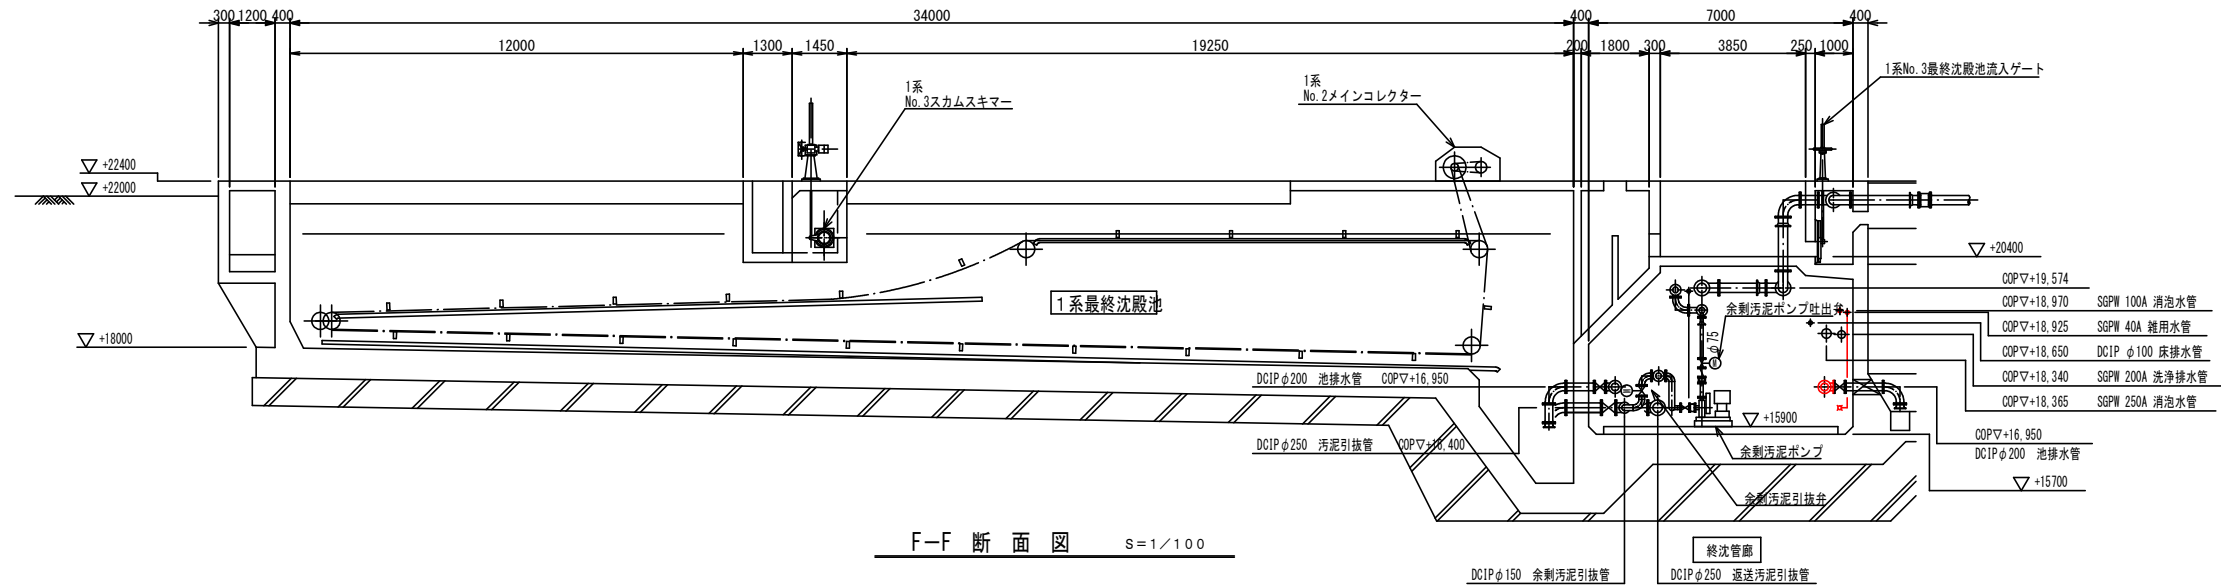 300 1200 400 34000 400 7000 400
12000 1300 1450 19250 200 1800 300 3850 250 1000
1系No.3最終沈殿池流入ゲート
1系
No.3スカムスキマー
1系
No.2メインコレクター
+22400
+22000
+20400
COP▽+19,574
1系最終沈殿池
余剰汚泥ポンプ吐出弁
COP▽+18,970 SGPW 100A 消泡水管
COP▽+18,925 SGPW 40A 雑用水管
+18000
φ75
COP▽+18,650 DCIP φ100 床排水管
DCIPφ200 池排水管 COP▽+16,950
COP▽+18,340 SGPW 200A 洗浄排水管
COP▽+18,365 SGPW 250A 消泡水管
+15900
COP▽+16,950
DCIPφ200 池排水管
DCIPφ250 汚泥引抜管 COP▽+16,400
余剰汚泥ポンプ
+15700
余剰汚泥引抜弁
F-F 断面図 S=1/100
終沈管廊
DCIPφ150 余剰汚泥引抜管
DCIPφ250 返送汚泥引抜管